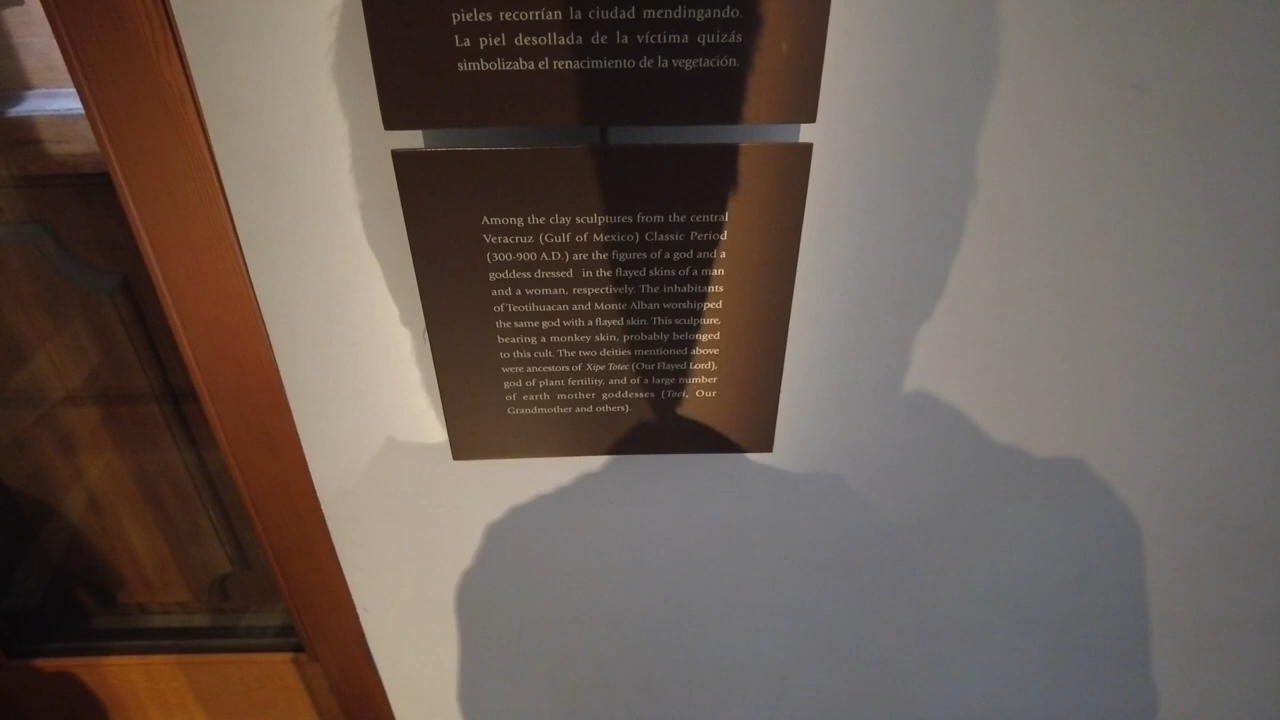 pieles recorrían la ciudad mendingando.
La piel desollada de la víctima quizás
simbolizaba el renacimiento de la vegetación.
Among the clay sculptures from the central
Veracruz (Gulf of Mexico) Classic Period
(300-900 A.D.) are the figures of a god and a
goddess dressed in the flayed skins of a man
and a woman, respectively. The inhabitants
of Teotihuacan and Monte Alban worshipped
the same god with a flayed skin. This sculpture,
bearing a monkey skin, probably belonged
to this cult. The two deities mentioned above
were ancestors of Xipe Totec (Our Flayed Lord),
god of plant fertility, and of a large number
of earth mother goddesses (Toci, Our
Grandmother and others).